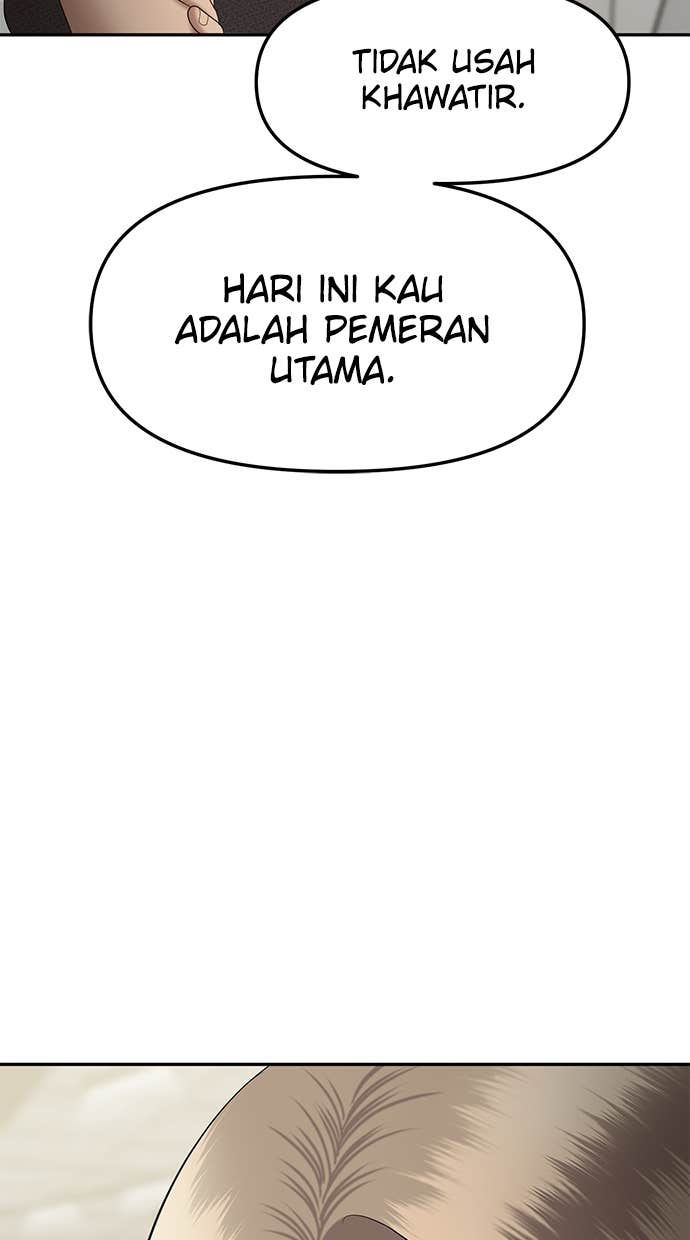 TIDAK USAH
KHAWATIR.
HARI INI KAU
ADALAH PEMERAN
UTAMA.